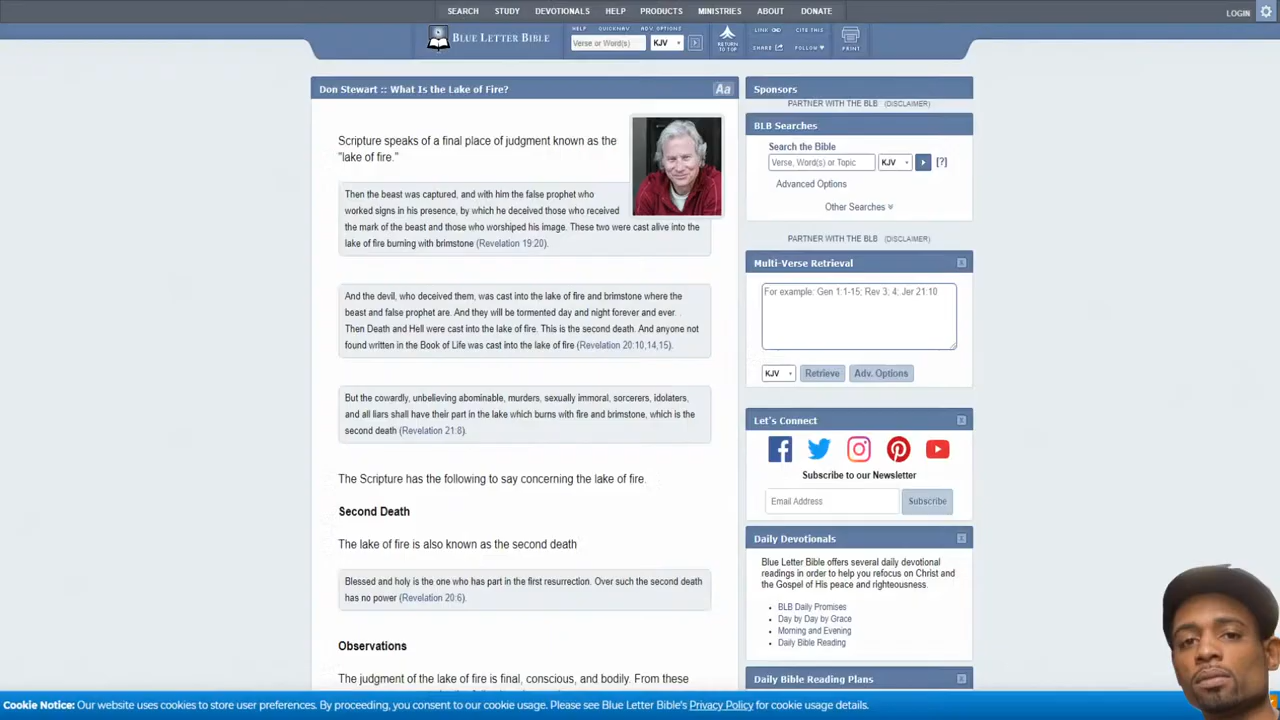 SEARCH STUDY DEVOTIONALS HELP PRODUCTS MINISTRIES ABOUT DONATE
LOGIN
BLUE LETTER BIBLE
HELP QUICKNAV ADV. OPTIONS
Verse or Word(s) KJV
RETURN TO TOP
LINK CITE THIS
SHARE FOLLOW
PRINT
Don Stewart :: What Is the Lake of Fire?
Aa
Scripture speaks of a final place of judgment known as the
"lake of fire."
Then the beast was captured, and with him the false prophet who
worked signs in his presence, by which he deceived those who received
the mark of the beast and those who worshiped his image. These two were cast alive into the
lake of fire burning with brimstone (Revelation 19:20).
And the devil, who deceived them, was cast into the lake of fire and brimstone where the
beast and false prophet are. And they will be tormented day and night forever and ever. .
Then Death and Hell were cast into the lake of fire. This is the second death. And anyone not
found written in the Book of Life was cast into the lake of fire (Revelation 20:10,14,15).
But the cowardly, unbelieving abominable, murders, sexually immoral, sorcerers, idolaters,
and all liars shall have their part in the lake which burns with fire and brimstone, which is the
second death (Revelation 21:8).
The Scripture has the following to say concerning the lake of fire.
Second Death
The lake of fire is also known as the second death
Blessed and holy is the one who has part in the first resurrection. Over such the second death
has no power (Revelation 20:6).
Observations
The judgment of the lake of fire is final, conscious, and bodily. From these
Sponsors
PARTNER WITH THE BLB (DISCLAIMER)
BLB Searches
Search the Bible
Verse, Word(s) or Topic KJV [?]
Advanced Options
Other Searches
PARTNER WITH THE BLB (DISCLAIMER)
Multi-Verse Retrieval
X
For example: Gen 1:1-15; Rev 3; 4; Jer 21:10
KJV Retrieve Adv. Options
Let's Connect
X
Subscribe to our Newsletter
Email Address Subscribe
Daily Devotionals
X
Blue Letter Bible offers several daily devotional
readings in order to help you refocus on Christ and
the Gospel of His peace and righteousness.
BLB Daily Promises
Day by Day by Grace
Morning and Evening
Daily Bible Reading
Daily Bible Reading Plans
X
Cookie Notice: Our website uses cookies to store user preferences. By proceeding, you consent to our cookie usage. Please see Blue Letter Bible's Privacy Policy for cookie usage details.